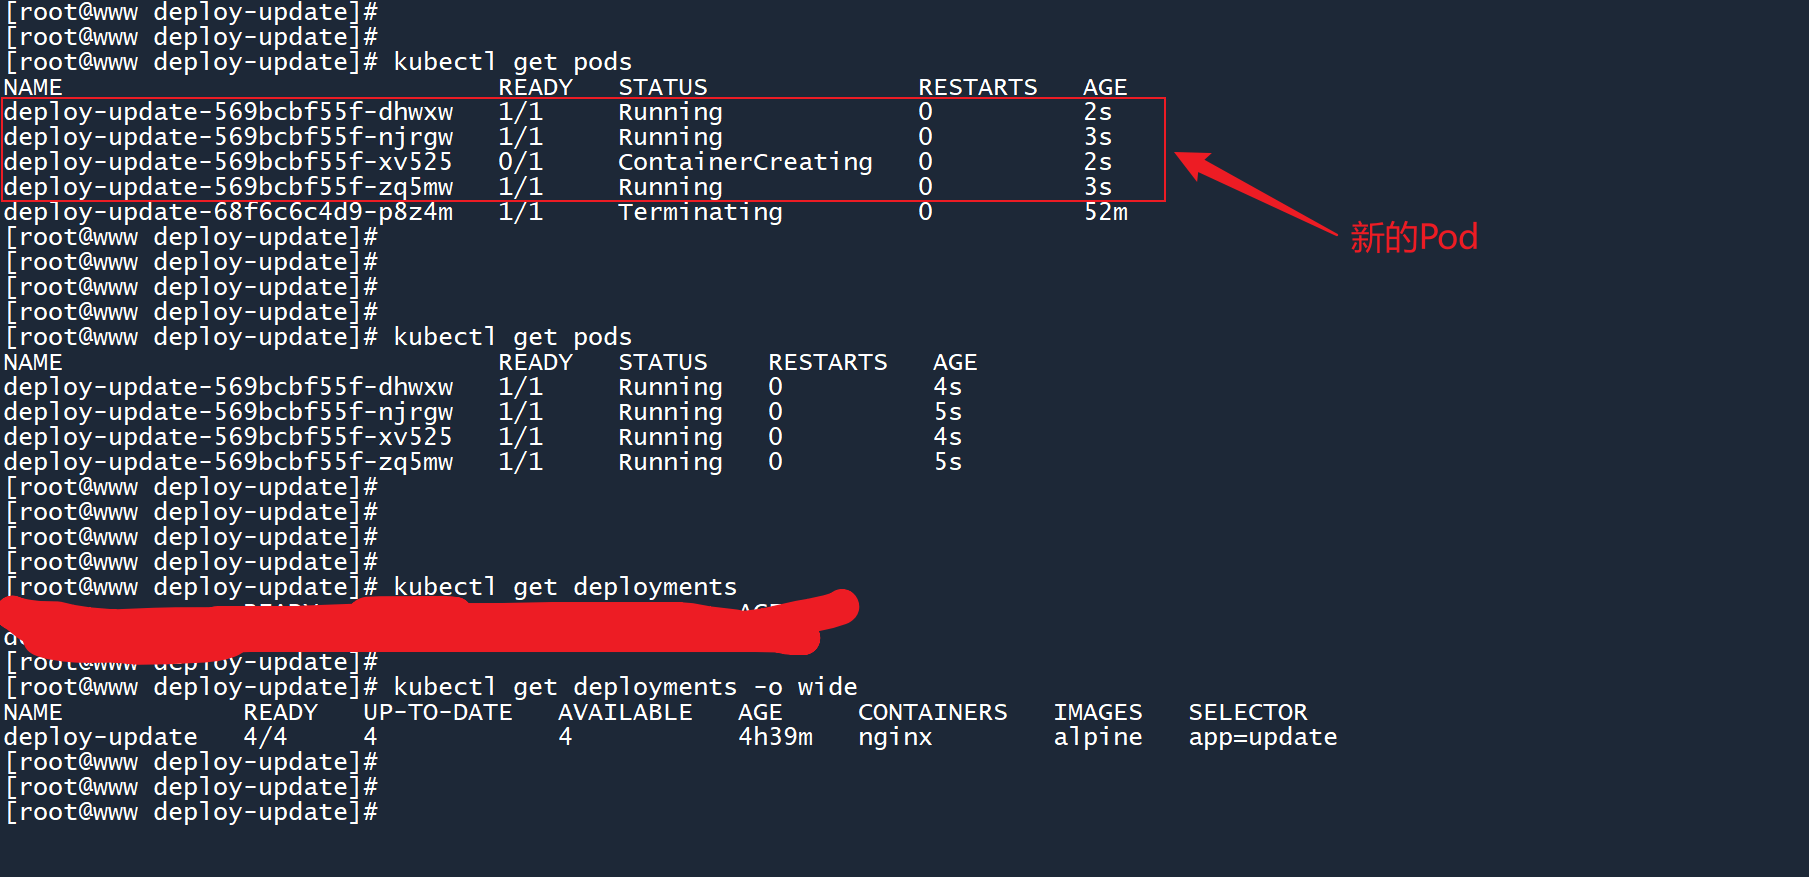 [root@www deploy-update]#
[root@www deploy-update]#
[root@www deploy-update]# kubectl get pods
NAME READY STATUS RESTARTS AGE
deploy-update-569bcbf55f-dhwxw 1/1 Running 0 2s
deploy-update-569bcbf55f-njrgw 1/1 Running 0 3s
deploy-update-569bcbf55f-xv525 0/1 ContainerCreating 0 2s
deploy-update-569bcbf55f-zq5mw 1/1 Running 0 3s
deploy-update-68f6c6c4d9-p8z4m 1/1 Terminating 0 52m
新的Pod
[root@www deploy-update]#
[root@www deploy-update]#
[root@www deploy-update]#
[root@www deploy-update]#
[root@www deploy-update]# kubectl get pods
NAME READY STATUS RESTARTS AGE
deploy-update-569bcbf55f-dhwxw 1/1 Running 0 4s
deploy-update-569bcbf55f-njrgw 1/1 Running 0 5s
deploy-update-569bcbf55f-xv525 1/1 Running 0 4s
deploy-update-569bcbf55f-zq5mw 1/1 Running 0 5s
[root@www deploy-update]#
[root@www deploy-update]#
[root@www deploy-update]#
[root@www deploy-update]#
[root@www deploy-update]# kubectl get deployments
[root@www deploy-update]#
[root@www deploy-update]# kubectl get deployments -o wide
NAME READY UP-TO-DATE AVAILABLE AGE CONTAINERS IMAGES SELECTOR
deploy-update 4/4 4 4 4h39m nginx alpine app=update
[root@www deploy-update]#
[root@www deploy-update]#
[root@www deploy-update]#